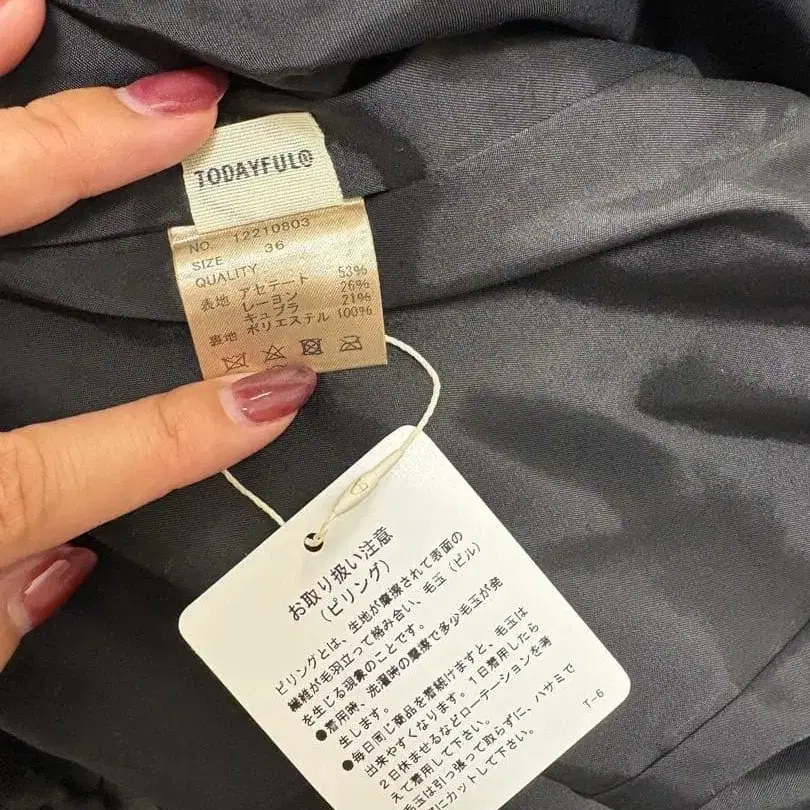 TODAYFUL®
NO. 12210803
SIZE 36
QUALITY
表地 アセテート 53%
レーヨン 26%
キュプラ 21%
裏地 ポリエステル 100%
お取り扱い注意
（ピリング）
ピリングとは、生地が摩擦されて表面の
繊維が毛羽立って絡み合い、毛玉（ピル）
を生じる現象のことです。
●着用時、洗濯時の摩擦で多少毛玉が発
生します。
●毎日同じ商品を着続けますと、毛玉は
出来やすくなります。1日着用したら
2日休ませるなどローテーションを考
えて着用して下さい。
毛玉は引っ張って取らずに、ハサミで
にカットして下さい。
T-6